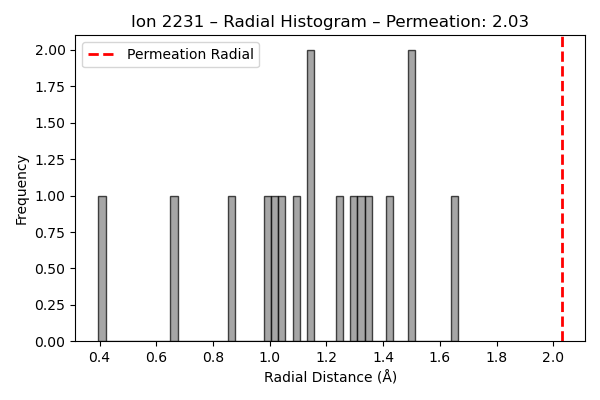 Ion 2231 – Radial Histogram – Permeation: 2.03
Permeation Radial
Frequency
2.00
1.75
1.50
1.25
1.00
0.75
0.50
0.25
0.00
0.4 0.6 0.8 1.0 1.2 1.4 1.6 1.8 2.0
Radial Distance (Å)